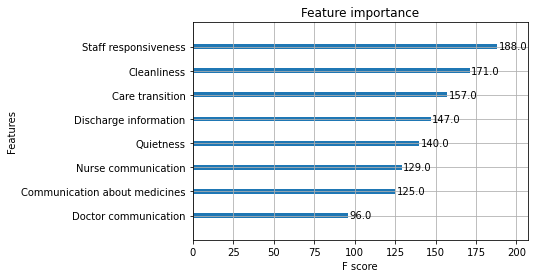 Feature importance
Staff responsiveness 188.0
Cleanliness 171.0
Care transition 157.0
Discharge information 147.0
Quietness 140.0
Nurse communication 129.0
Communication about medicines 125.0
Doctor communication 96.0
Features
0 25 50 75 100 125 150 175 200
F score